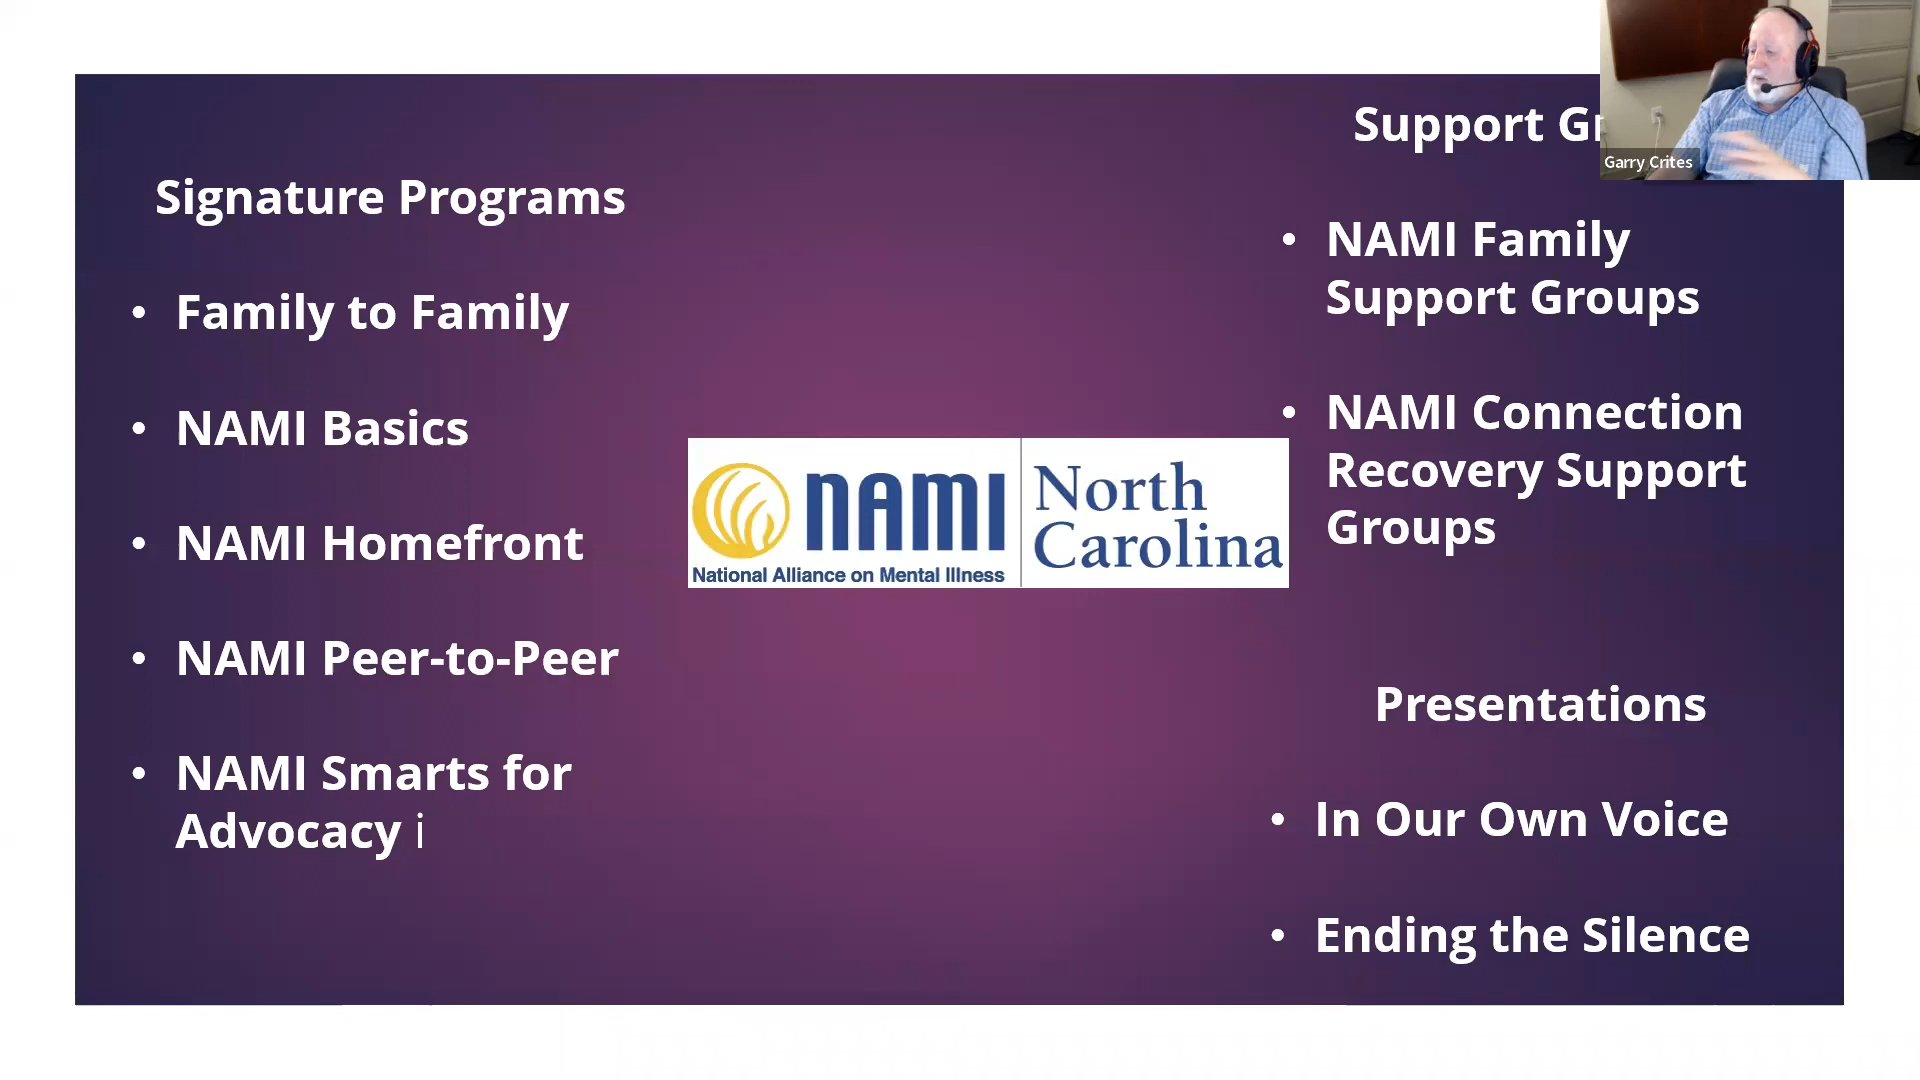 Signature Programs
• Family to Family
• NAMI Basics
• NAMI Homefront
• NAMI Peer-to-Peer
• NAMI Smarts for
Advocacy i
NAMI
National Alliance on Mental Illness
North
Carolina
Support
• NAMI Family
Support Groups
• NAMI Connection
Recovery Support
Groups
Presentations
• In Our Own Voice
• Ending the Silence
Garry Crites